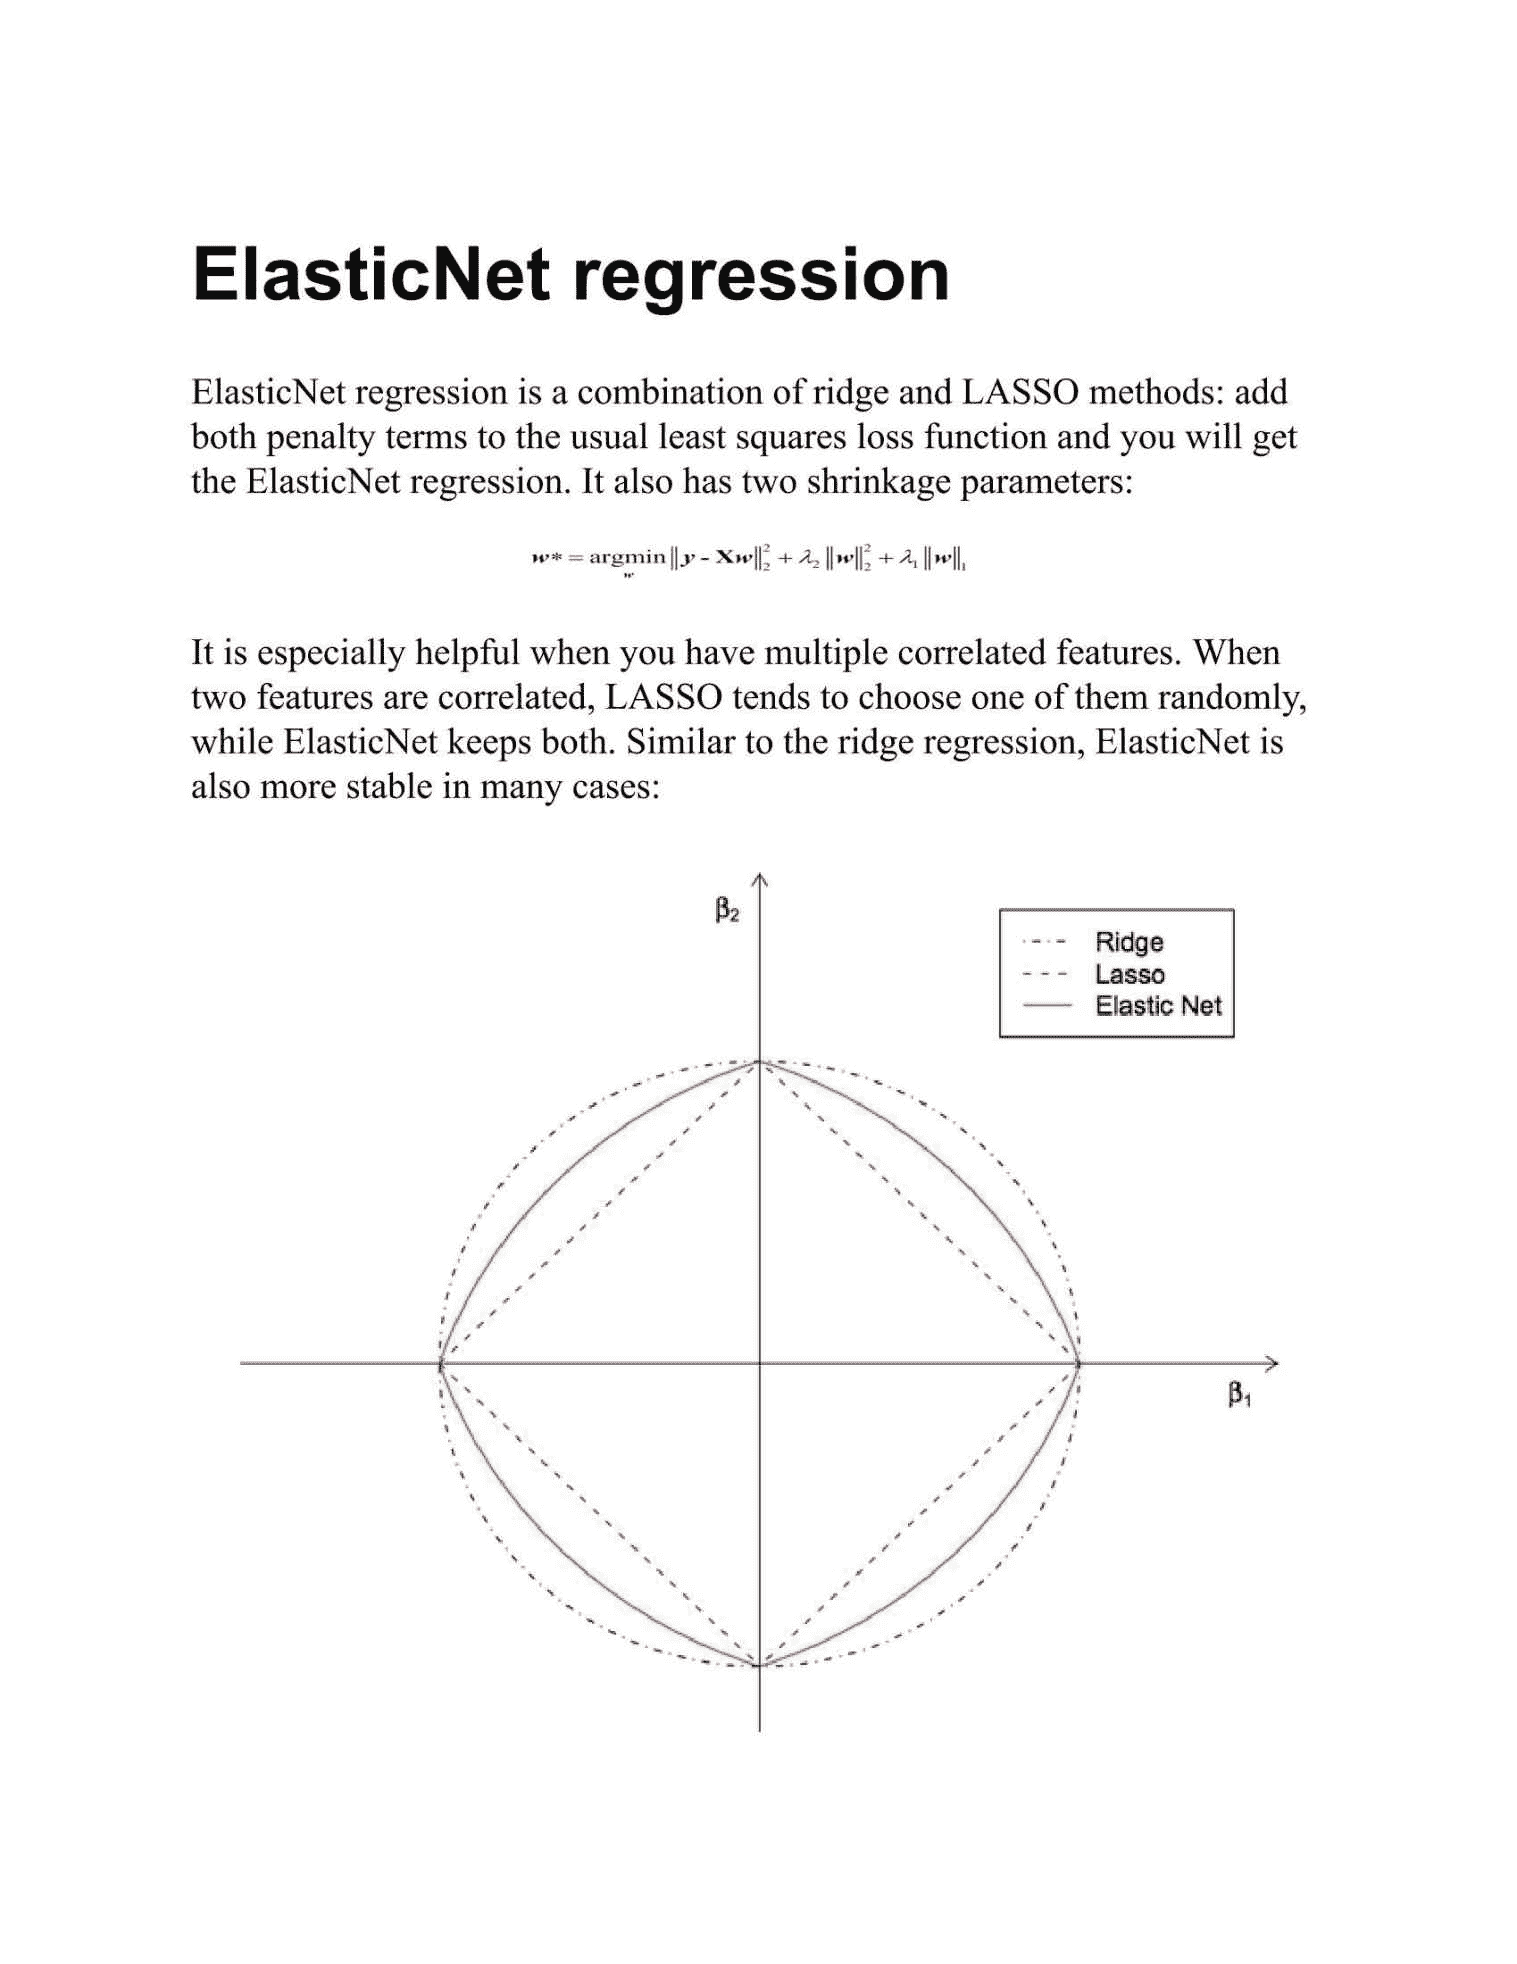 ElasticNet regression
ElasticNet regression is a combination of ridge and LASSO methods: add
both penalty terms to the usual least squares loss function and you will get
the ElasticNet regression. It also has two shrinkage parameters:
w* = argmin ||y - Xw||₂² + λ₂ ||w||₂² + λ₁ ||w||₁
w
It is especially helpful when you have multiple correlated features. When
two features are correlated, LASSO tends to choose one of them randomly,
while ElasticNet keeps both. Similar to the ridge regression, ElasticNet is
also more stable in many cases:
β₂
Ridge
Lasso
Elastic Net
β₁